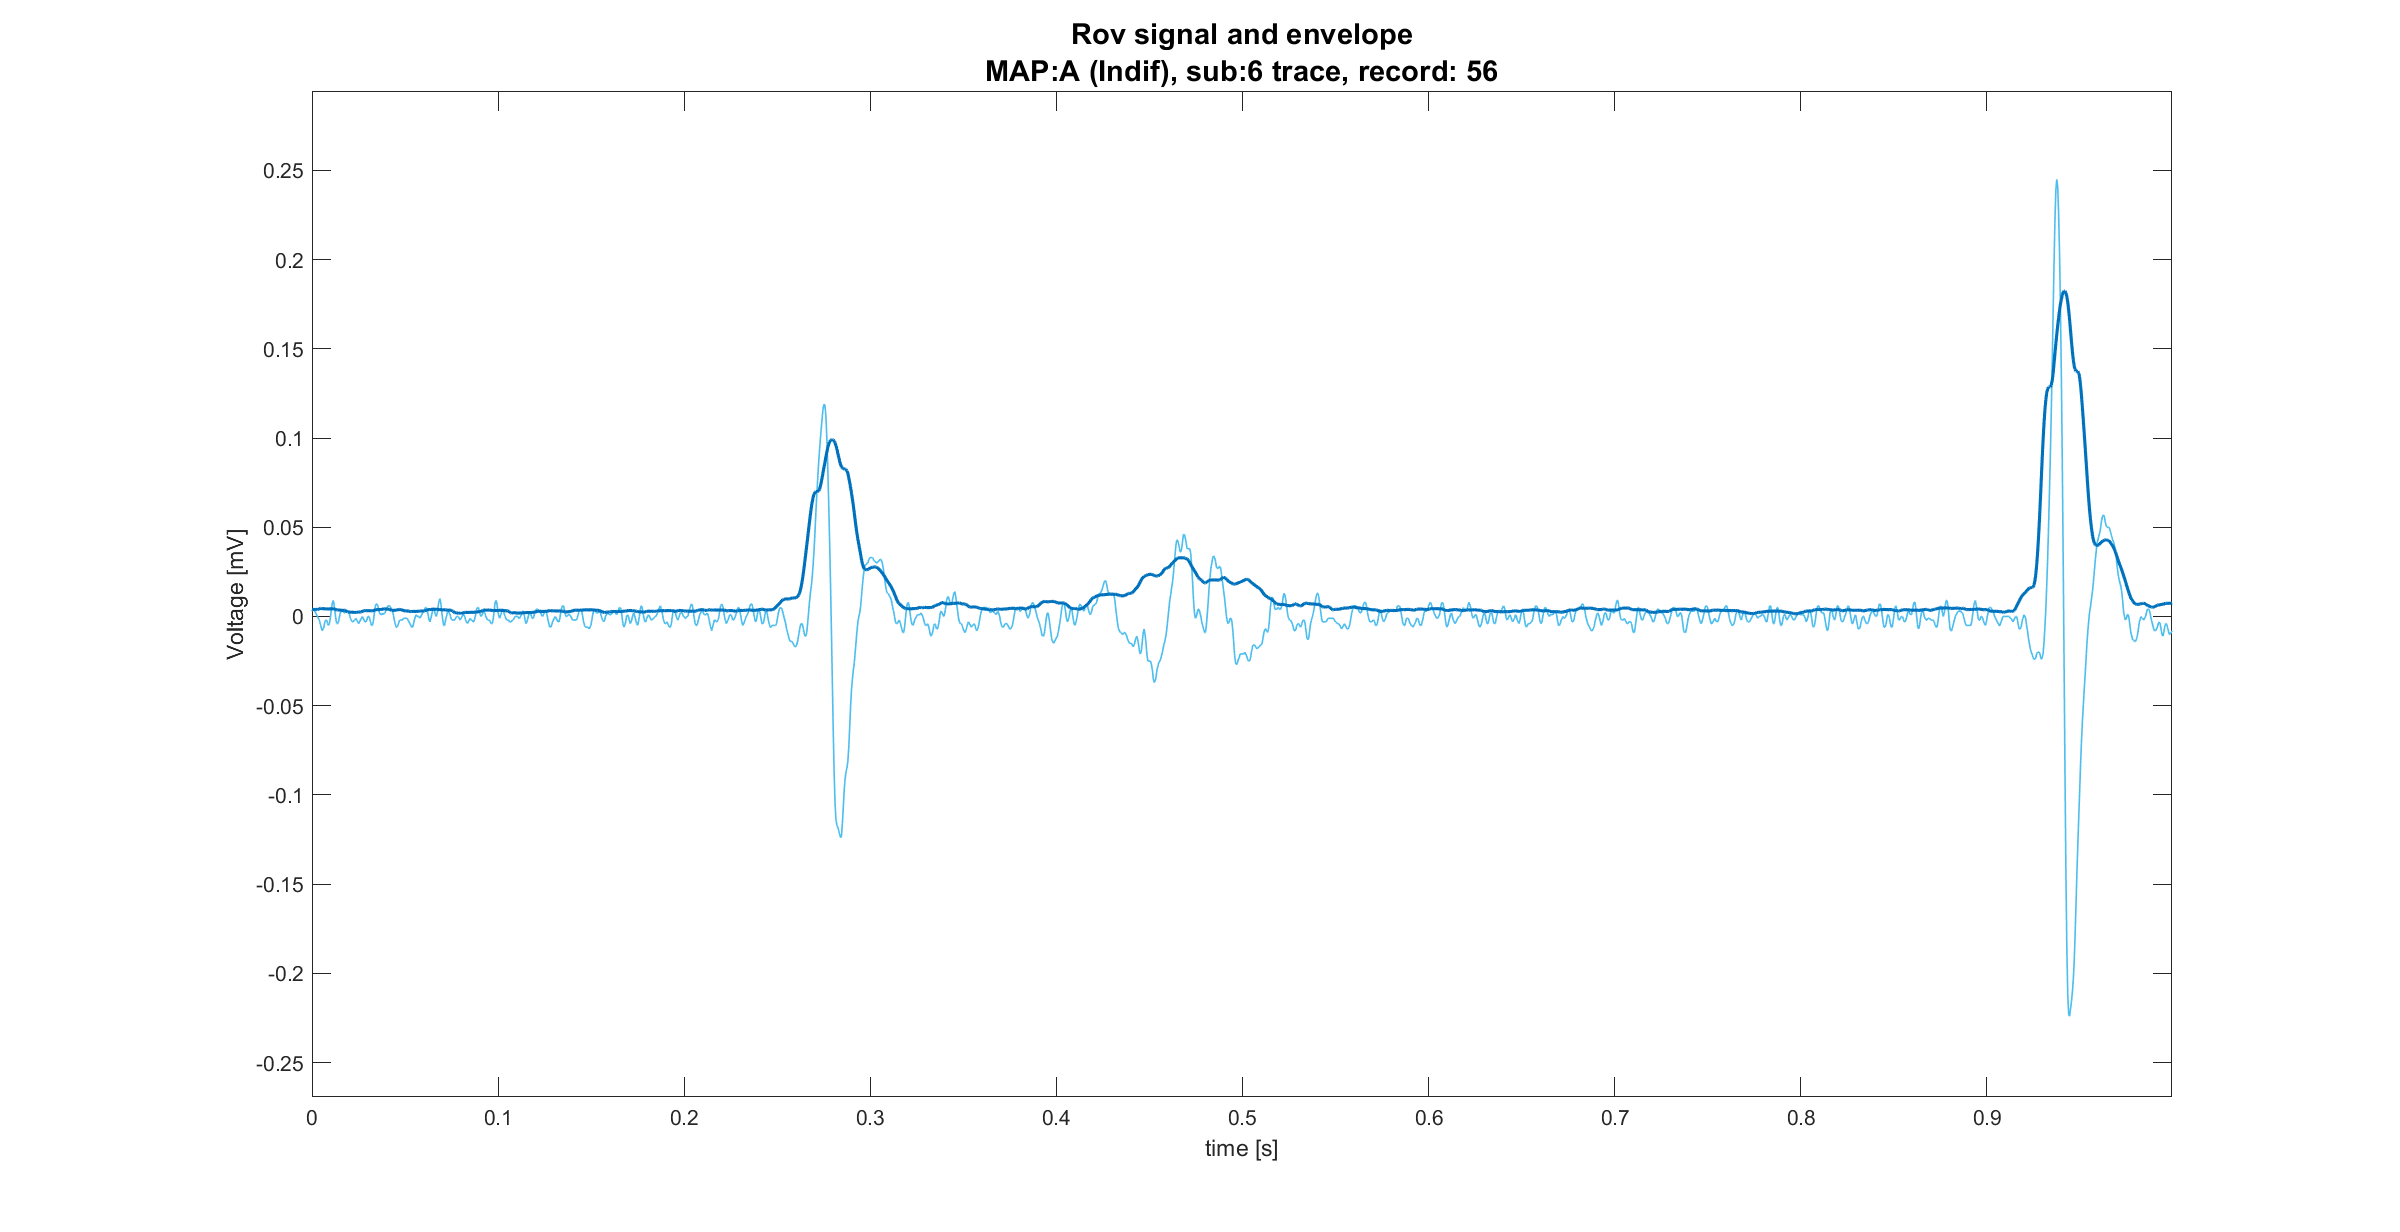 Rov signal and envelope
MAP:A (Indif), sub:6 trace, record: 56
0.25
0.2
0.15
0.1
0.05
0
-0.05
-0.1
-0.15
-0.2
-0.25
Voltage [mV]
0 0.1 0.2 0.3 0.4 0.5 0.6 0.7 0.8 0.9
time [s]